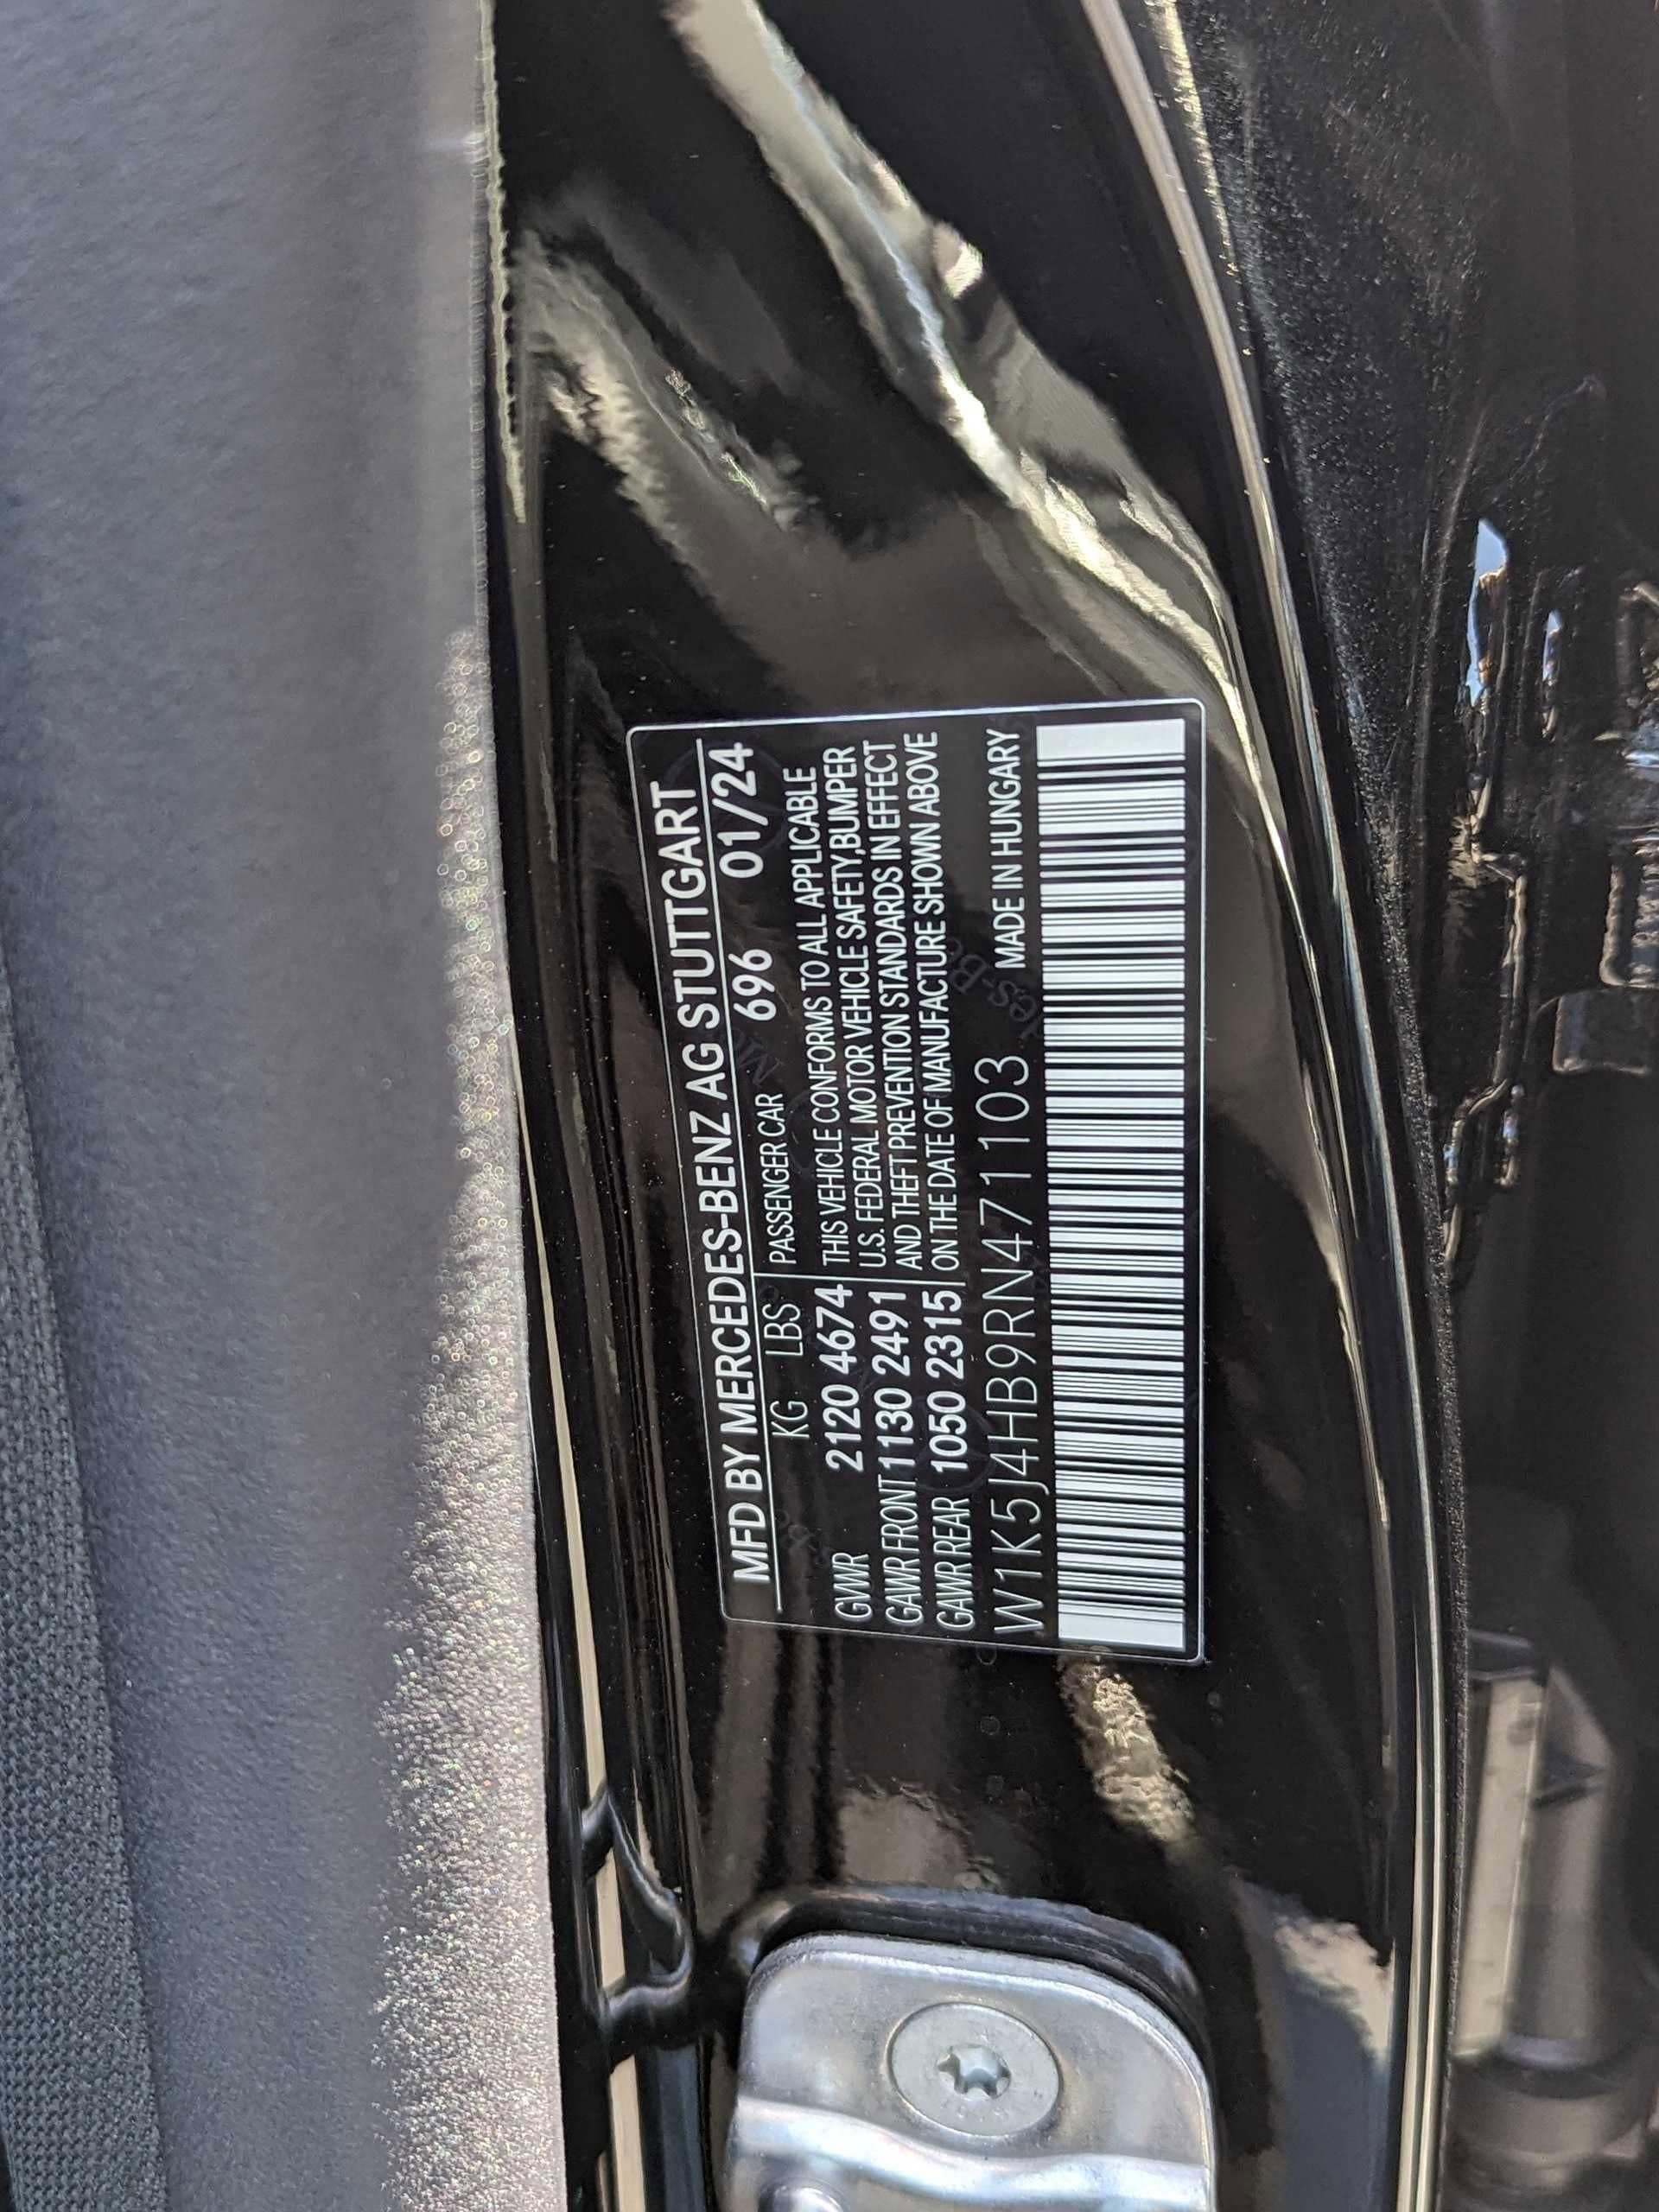 MFD BY MERCEDES-BENZ AG STUTTGART
KG LBS PASSENGER CAR 696 01/24
GVWR 2120 4674 THIS VEHICLE CONFORMS TO ALL APPLICABLE
GAWR FRONT 1130 2491 U.S. FEDERAL MOTOR VEHICLE SAFETY,BUMPER
GAWR REAR 1050 2315 AND THEFT PREVENTION STANDARDS IN EFFECT
ON THE DATE OF MANUFACTURE SHOWN ABOVE
W1K5J4HB9RN471103 MADE IN HUNGARY